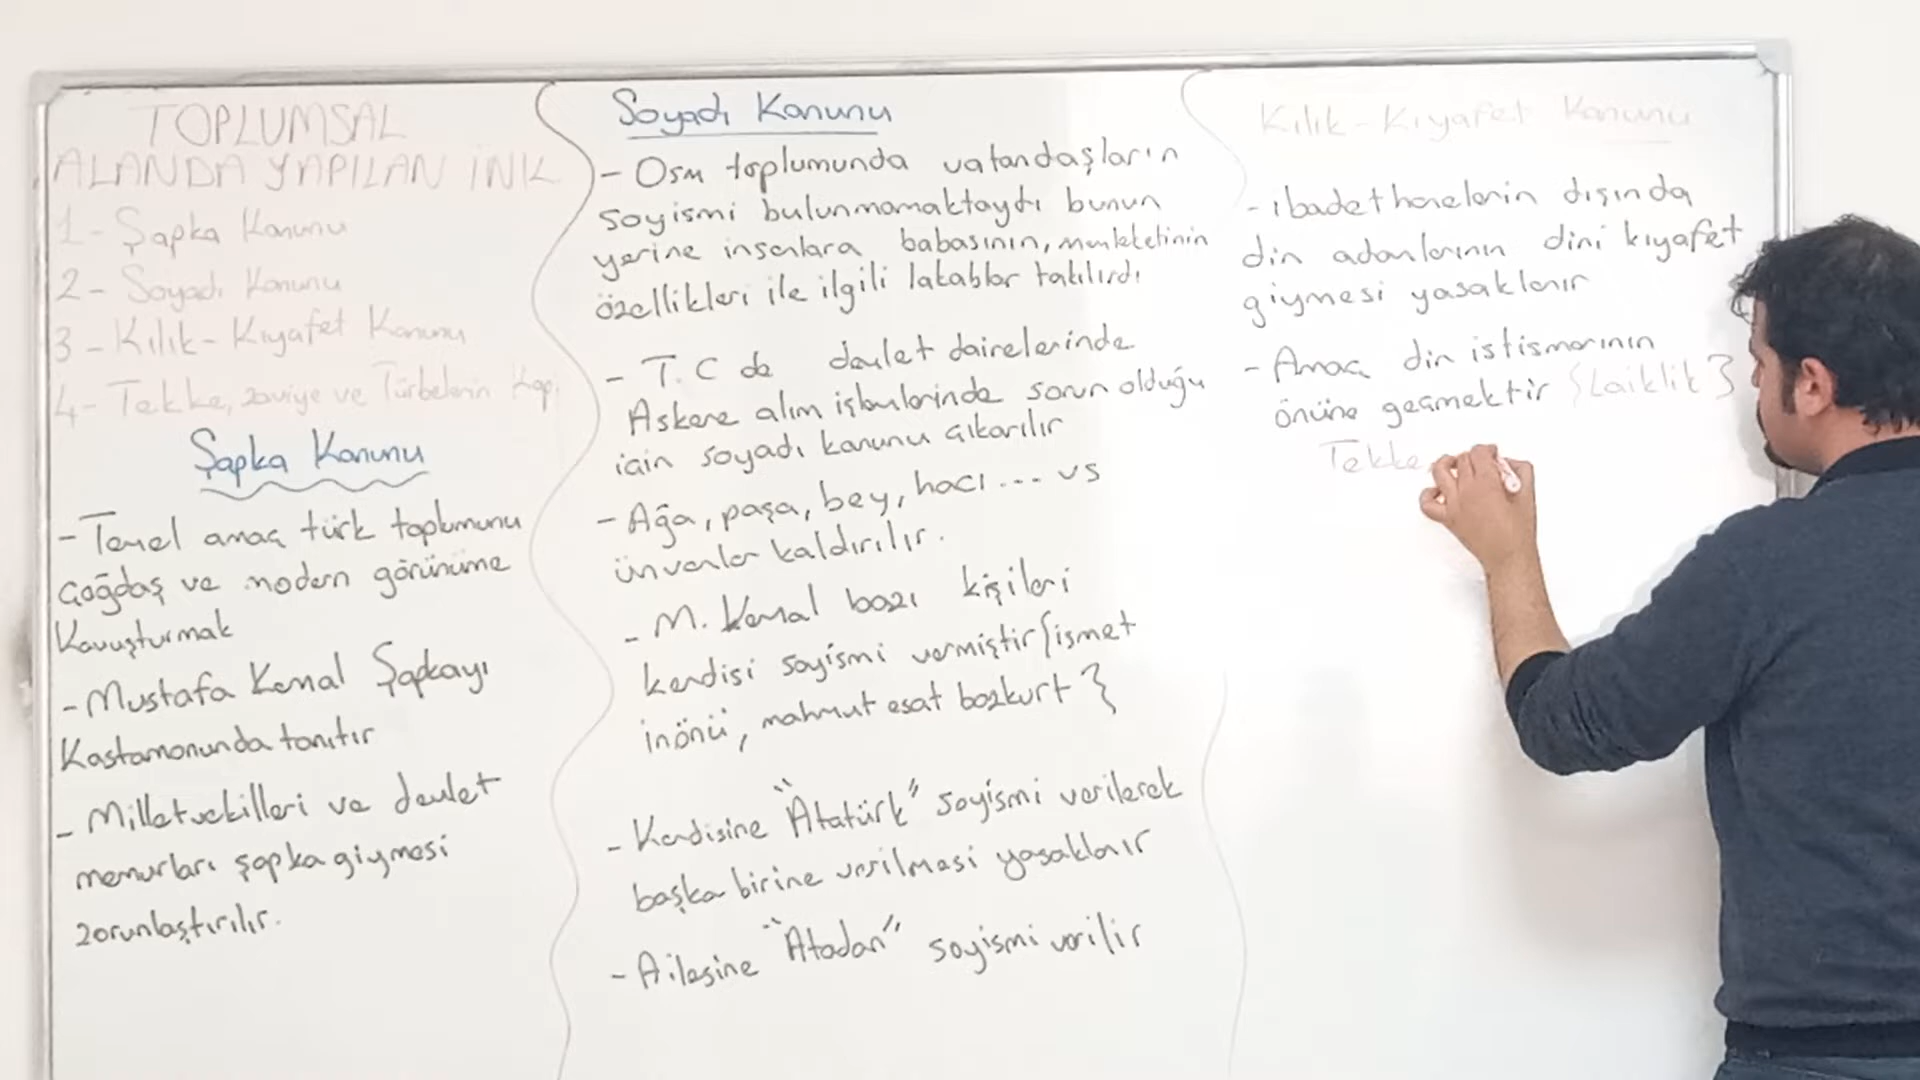 TOPLUMSAL
ALANDA YAPILAN İNK
1- Şapka Kanunu
2- Soyadı Kanunu
3- Kılık-Kıyafet Kanunu
4- Tekke, zaviye ve Türbelerin Kap.
Şapka Kanunu
- Temel amaç türk toplumunu
çağdaş ve modern görünüme
Kavuşturmak
- Mustafa Kemal Şapkayı
Kastamonunda tanıtır
- Milletvekilleri ve devlet
memurları şapka giymesi
zorunlaştırılır.
Soyadı Kanunu
- Osm toplumunda vatandaşların
soyismi bulunmamaktaydı bunun
yerine insanlara babasının, memleketinin
özellikleri ile ilgili lakablar takılırdı
- T.C de devlet dairelerinde
Askere alım işlerinde sorun olduğu
için soyadı kanunu çıkarılır
- Ağa, paşa, bey, hacı ... vs
ünvanlar kaldırılır.
- M. Kemal bazı kişileri
kendisi soyismi vermiştir {ismet
inönü, mahmut esat bozkurt}
- Kendisine "Atatürk" soyismi verilerek
başka birine verilmesi yasaklanır
- Ailesine "Atadan" soyismi verilir
Kılık-Kıyafet Kanunu
- ibadethanelerin dışında
din adamlarının dini kıyafet
giymesi yasaklanır
- Amaç din istismarının
önüne geçmektir {Laiklik}
Tekke